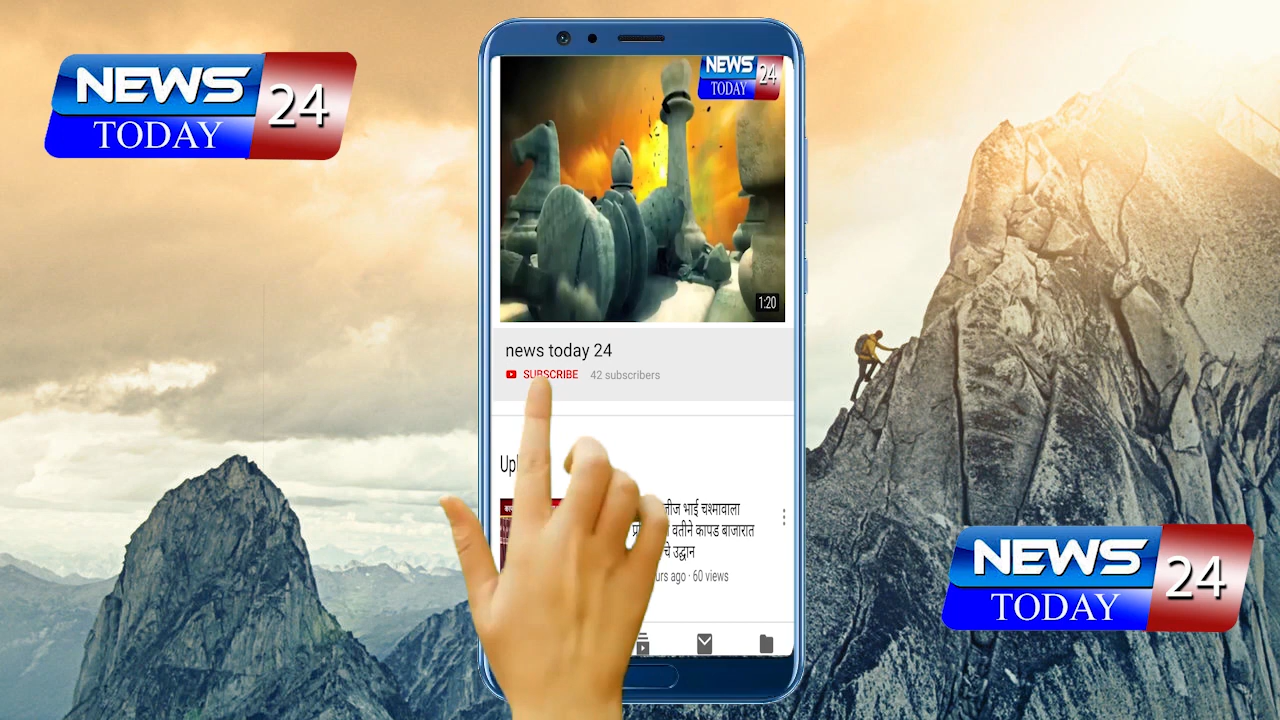 NEWS
TODAY
24
NEWS
TODAY
24
1:20
news today 24
SUBSCRIBE 42 subscribers
भाई चश्मावाला
वतीने कापड बाजारात
चे उद्धान
ago · 60 views
NEWS
TODAY
24